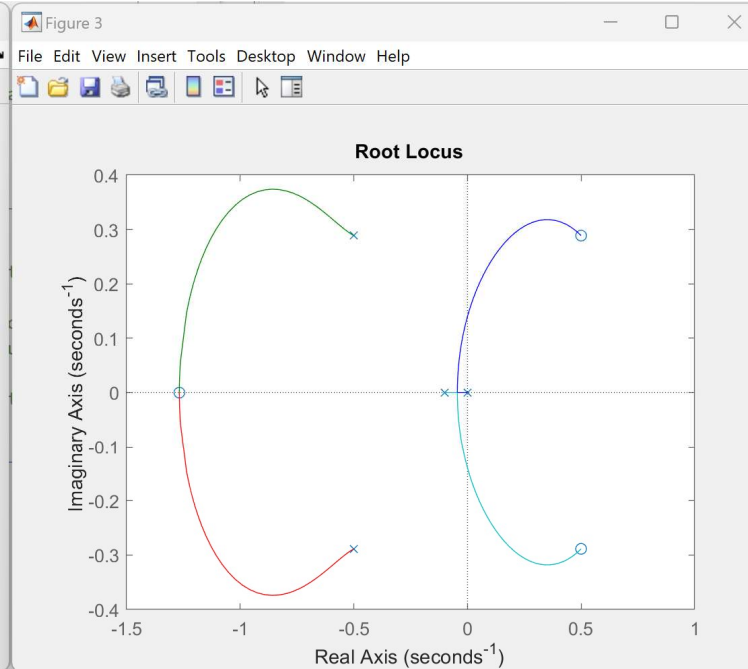 Figure 3
File Edit View Insert Tools Desktop Window Help
Root Locus
0.4
0.3
0.2
0.1
0
-0.1
-0.2
-0.3
-0.4
Imaginary Axis (seconds⁻¹)
-1.5 -1 -0.5 0 0.5 1
Real Axis (seconds⁻¹)